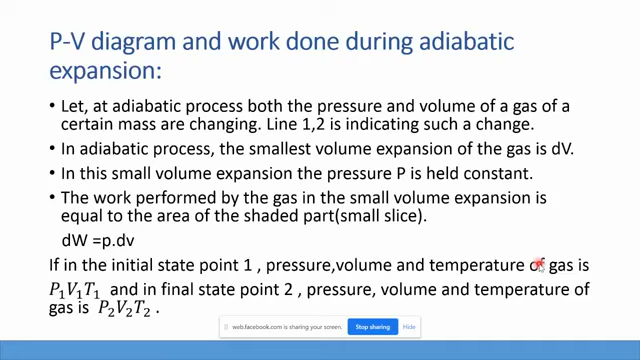 P-V diagram and work done during adiabatic
expansion:
• Let, at adiabatic process both the pressure and volume of a gas of a
certain mass are changing. Line 1,2 is indicating such a change.
• In adiabatic process, the smallest volume expansion of the gas is dV.
• In this small volume expansion the pressure P is held constant.
• The work performed by the gas in the small volume expansion is
equal to the area of the shaded part(small slice).
dW =p.dv
If in the initial state point 1 , pressure,volume and temperature of gas is
P₁V₁T₁ and in final state point 2 , pressure, volume and temperature of
gas is P₂V₂T₂ .
web.facebook.com is sharing your screen. Stop sharing Hide